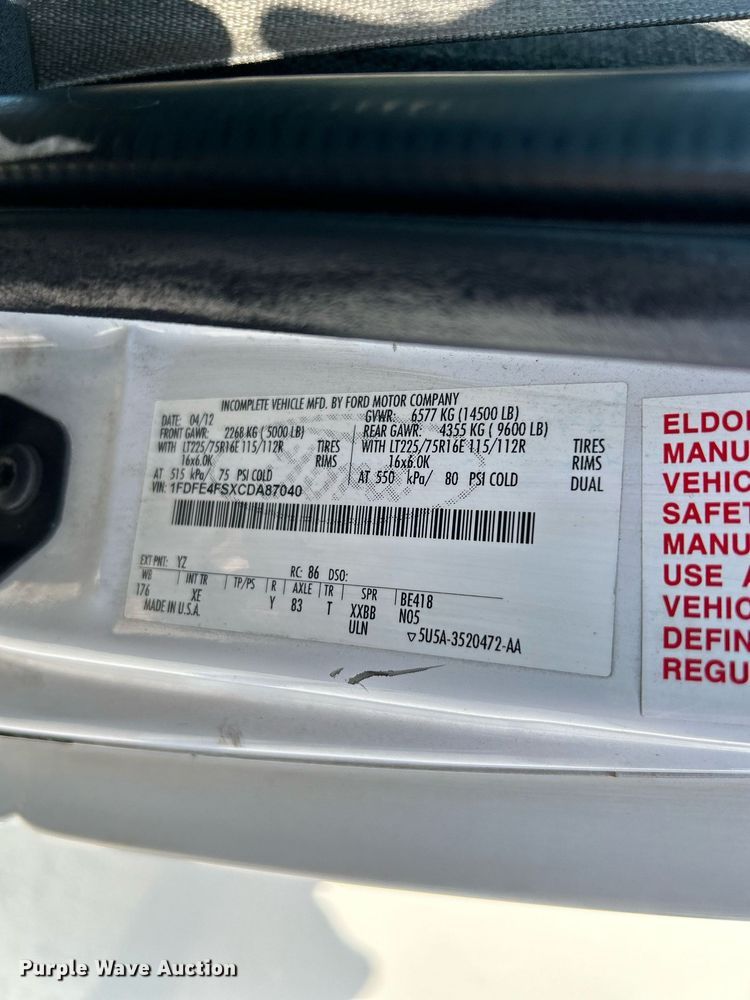 INCOMPLETE VEHICLE MFD. BY FORD MOTOR COMPANY
DATE: 04/12 GVWR: 6577 KG (14500 LB)
FRONT GAWR: 2268 KG ( 5000 LB) REAR GAWR: 4355 KG ( 9600 LB)
WITH LT225/75R16E 115/112R TIRES WITH LT225/75R16E 115/112R TIRES
16x6.0K RIMS 16x6.0K RIMS
AT 515 kPa/ 75 PSI COLD AT 550 kPa/ 80 PSI COLD DUAL
VIN: 1FDFE4FSXCDA87040
EXT PNT: YZ RC: 86 DSO:
WB INT TR TP/PS R AXLE TR SPR BE418
176 XE Y 83 T XXBB N05
MADE IN U.S.A. ULN ▽5U5A-3520472-AA
ELDO
MANU
VEHIC
SAFET
MANU
USE A
VEHIC
DEFIN
REGU
Purple Wave Auction